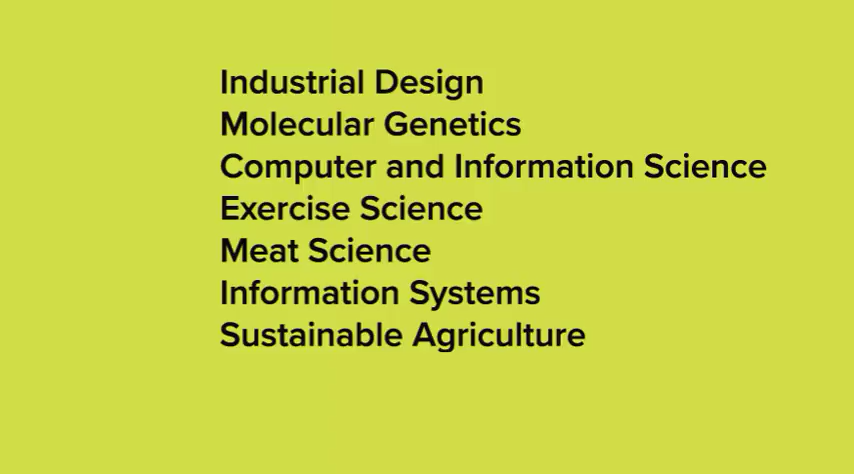 Industrial Design
Molecular Genetics
Computer and Information Science
Exercise Science
Meat Science
Information Systems
Sustainable Agriculture